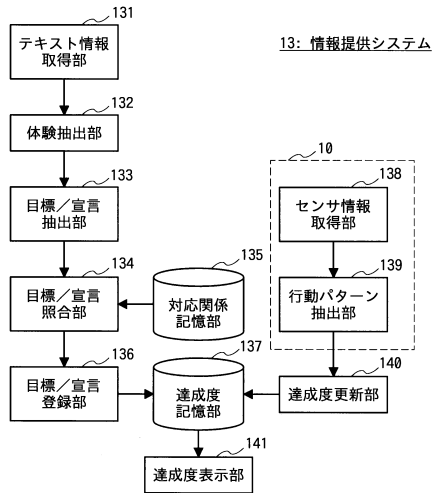 131
テキスト情報
取得部
13: 情報提供システム
132
体験抽出部
133
目標/宣言
抽出部
10
138
センサ情報
取得部
134
目標/宣言
照合部
135
対応関係
記憶部
139
行動パターン
抽出部
136
目標/宣言
登録部
137
達成度
記憶部
140
達成度更新部
141
達成度表示部